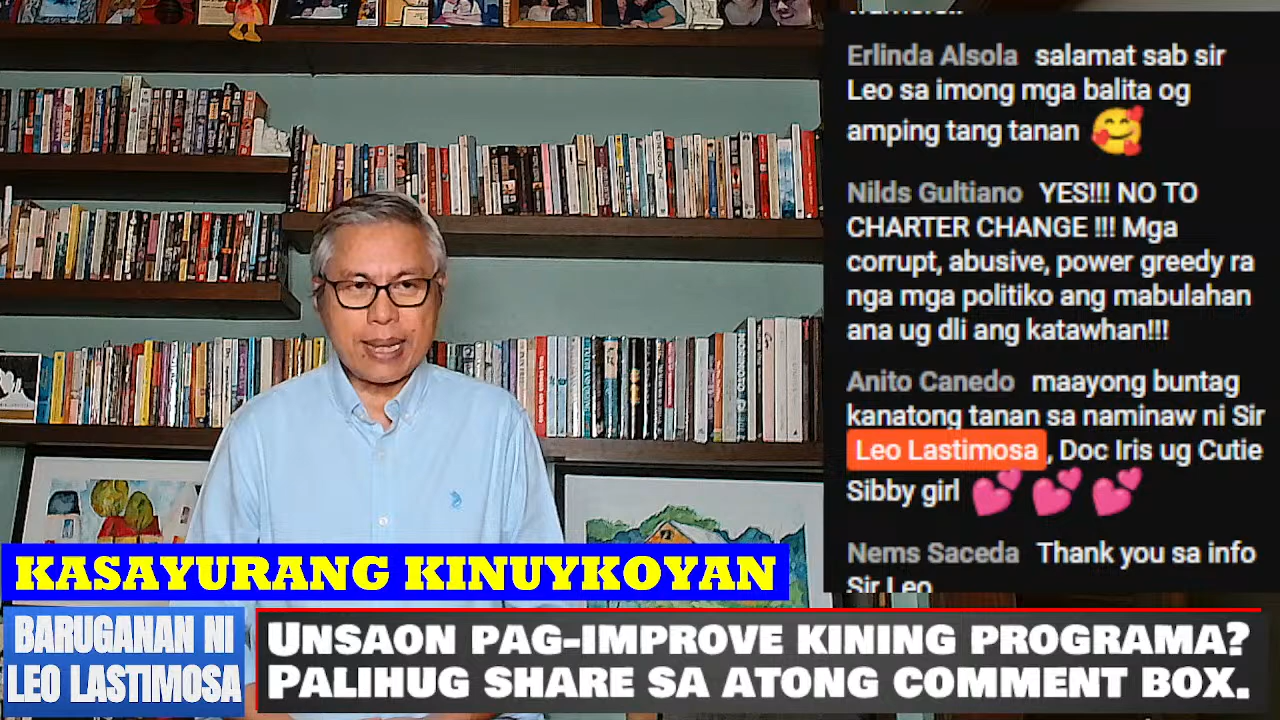 Erlinda Alsola salamat sab sir
Leo sa imong mga balita og
amping tang tanan 🥰
Nilds Gultiano YES!!! NO TO
CHARTER CHANGE !!! Mga
corrupt, abusive, power greedy ra
nga mga politiko ang mabulahan
ana ug dli ang katawhan!!!
Anito Canedo maayong buntag
kanatong tanan sa naminaw ni Sir
Leo Lastimosa, Doc Iris ug Cutie
Sibby girl 💕 💕 💕
Nems Saceda Thank you sa info
Sir Leo
KASAYURANG KINUYKOYAN
BARUGANAN NI
LEO LASTIMOSA
UNSAON PAG-IMPROVE KINING PROGRAMA?
PALIHUG SHARE SA ATONG COMMENT BOX.